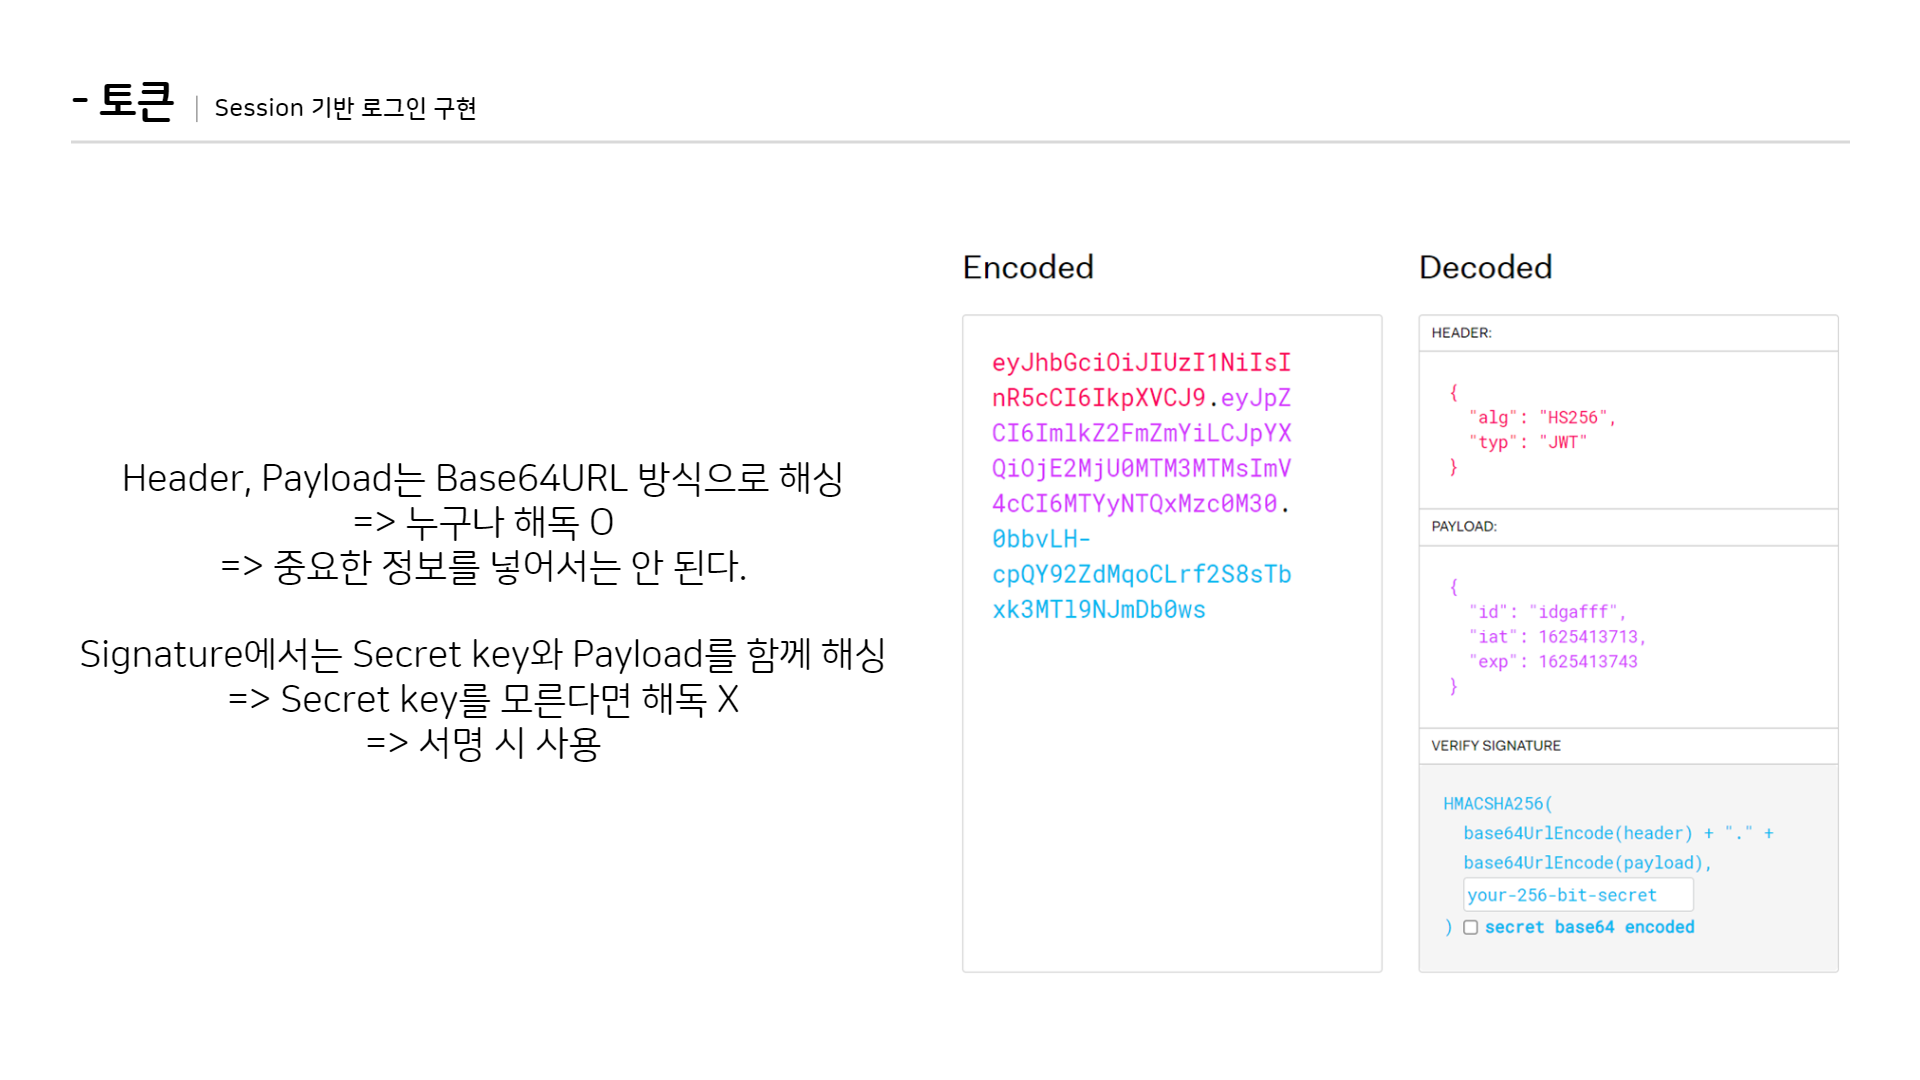 - 토큰 | Session 기반 로그인 구현
Header, Payload는 Base64URL 방식으로 해싱
=> 누구나 해독 O
=> 중요한 정보를 넣어서는 안 된다.
Signature에서는 Secret key와 Payload를 함께 해싱
=> Secret key를 모른다면 해독 X
=> 서명 시 사용
Encoded
eyJhbGciOiJIUzI1NiIsI
nR5cCI6IkpXVCJ9.eyJpZ
CI6ImlkZ2FmZmYiLCJpYX
QiOjE2MjU0MTM3MTMsImV
4cCI6MTYyNTQxMzc0M30.
0bbvLH-
cpQY92ZdMqoCLrf2S8sTb
xk3MTl9NJmDb0ws
Decoded
HEADER:
{
"alg": "HS256",
"typ": "JWT"
}
PAYLOAD:
{
"id": "idgafff",
"iat": 1625413713,
"exp": 1625413743
}
VERIFY SIGNATURE
HMACSHA256(
base64UrlEncode(header) + "." +
base64UrlEncode(payload),
your-256-bit-secret
) secret base64 encoded